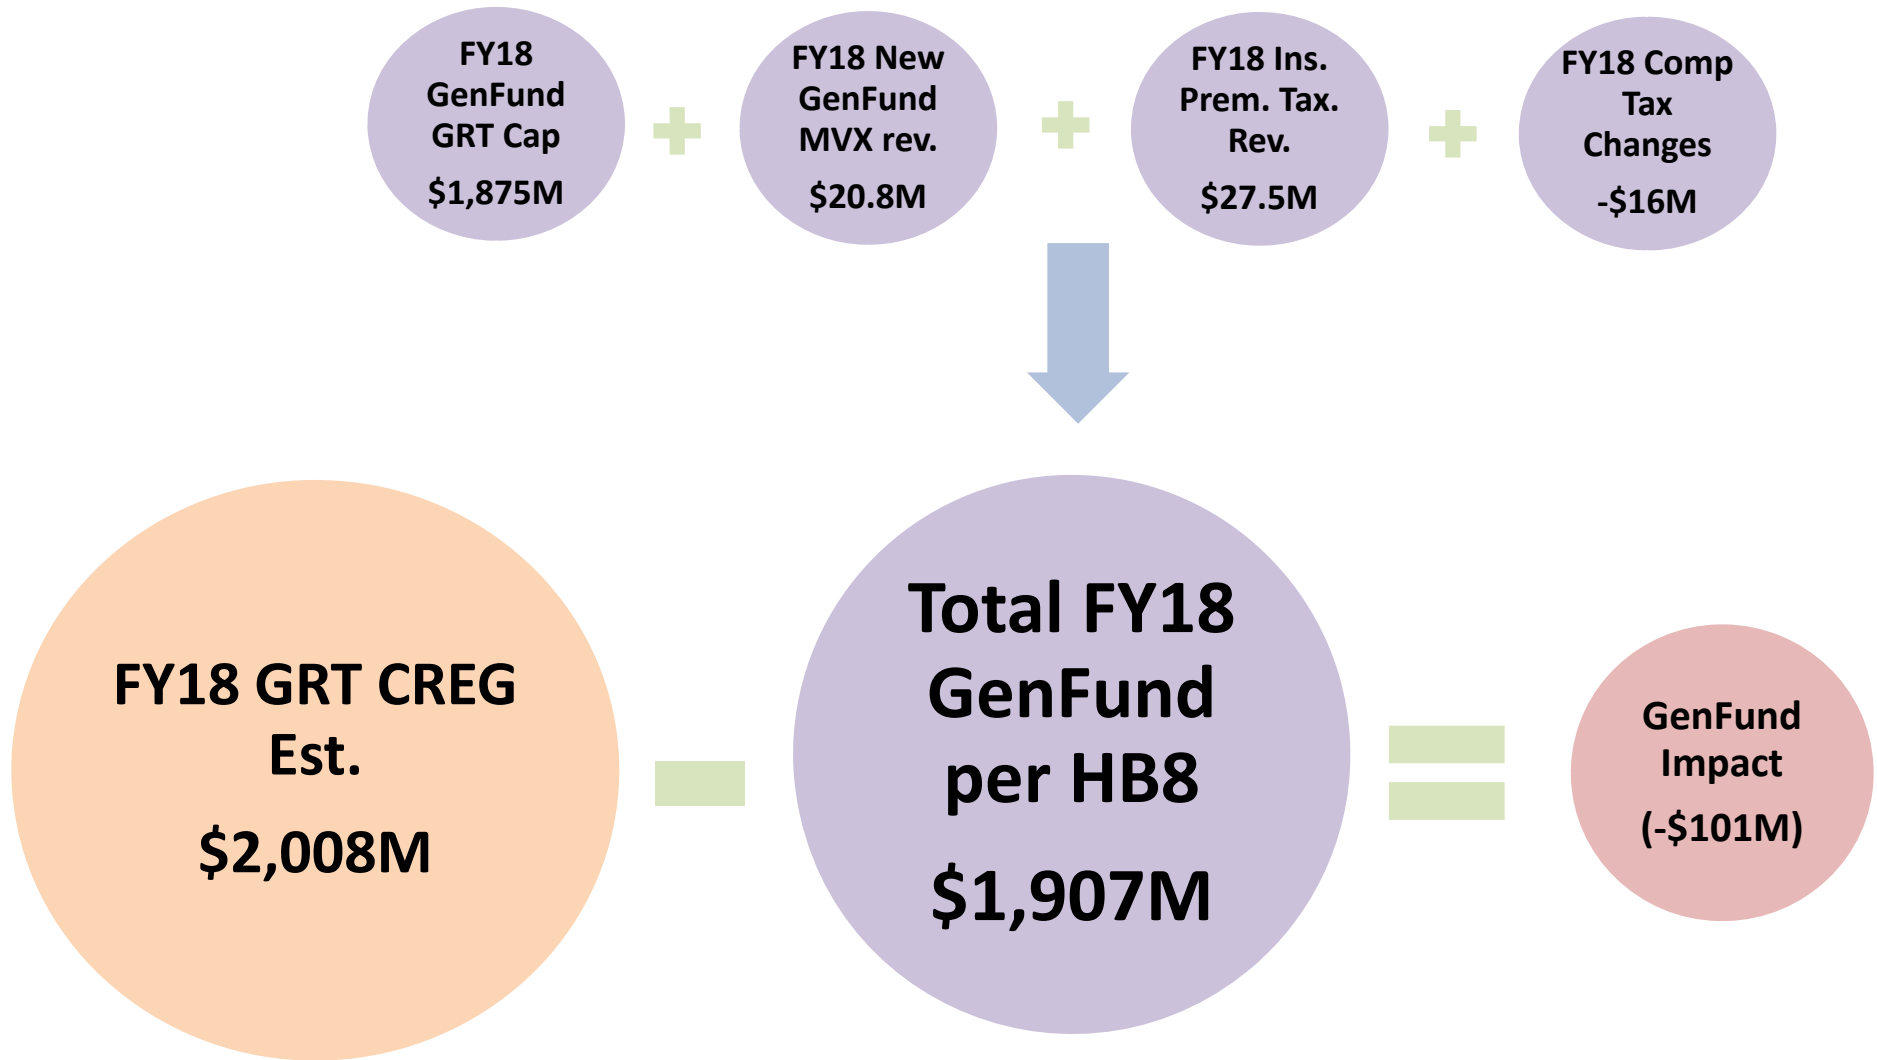 FY18
GenFund
GRT Cap
$1,875M
FY18 New
GenFund
MVX rev.
$20.8M
FY18 Ins.
Prem. Tax.
Rev.
$27.5M
FY18 Comp
Tax
Changes
-$16M
FY18 GRT CREG
Est.
$2,008M
Total FY18
GenFund
per HB8
$1,907M
GenFund
Impact
(-$101M)